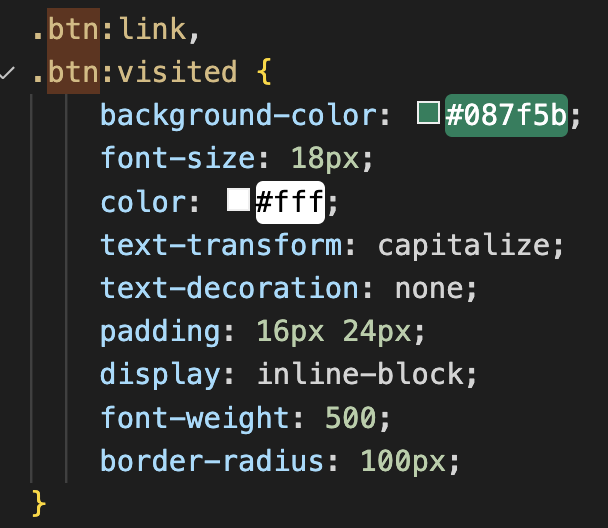 .btn:link,
.btn:visited {
    background-color: #087f5b;
    font-size: 18px;
    color: #fff;
    text-transform: capitalize;
    text-decoration: none;
    padding: 16px 24px;
    display: inline-block;
    font-weight: 500;
    border-radius: 100px;
}